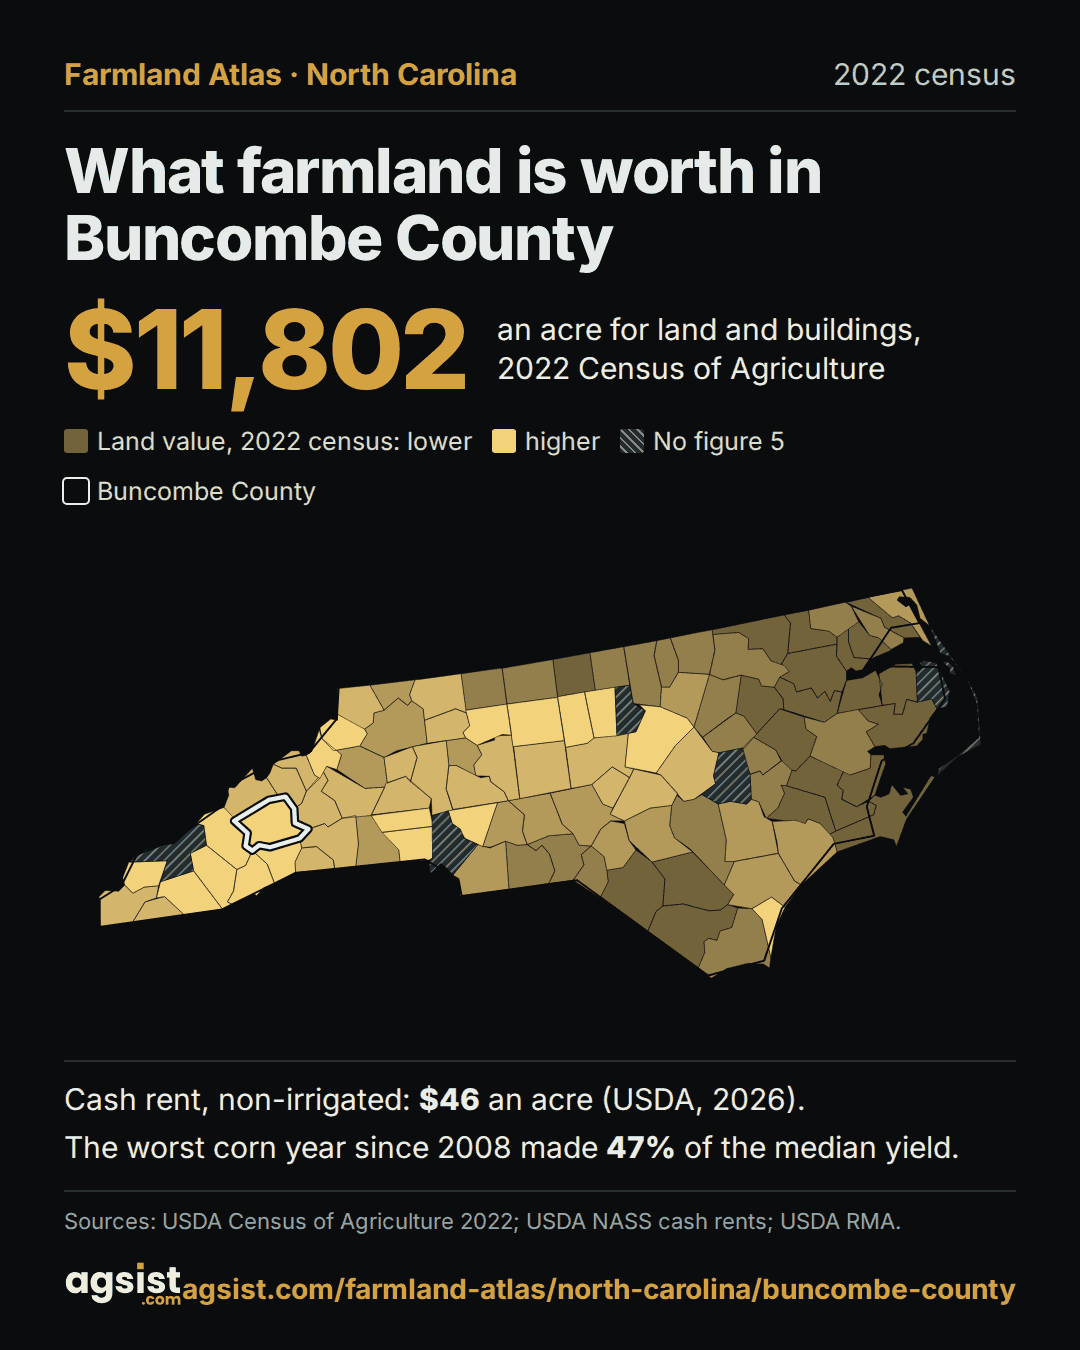 Farmland Atlas · North Carolina
2022 census
What farmland is worth in
Buncombe County
$11,802
an acre for land and buildings,
2022 Census of Agriculture
Land value, 2022 census: lower
higher
No figure 5
Buncombe County
Cash rent, non-irrigated: $46 an acre (USDA, 2026).
The worst corn year since 2008 made 47% of the median yield.
Sources: USDA Census of Agriculture 2022; USDA NASS cash rents; USDA RMA.
agsist
.com
agsist.com/farmland-atlas/north-carolina/buncombe-county